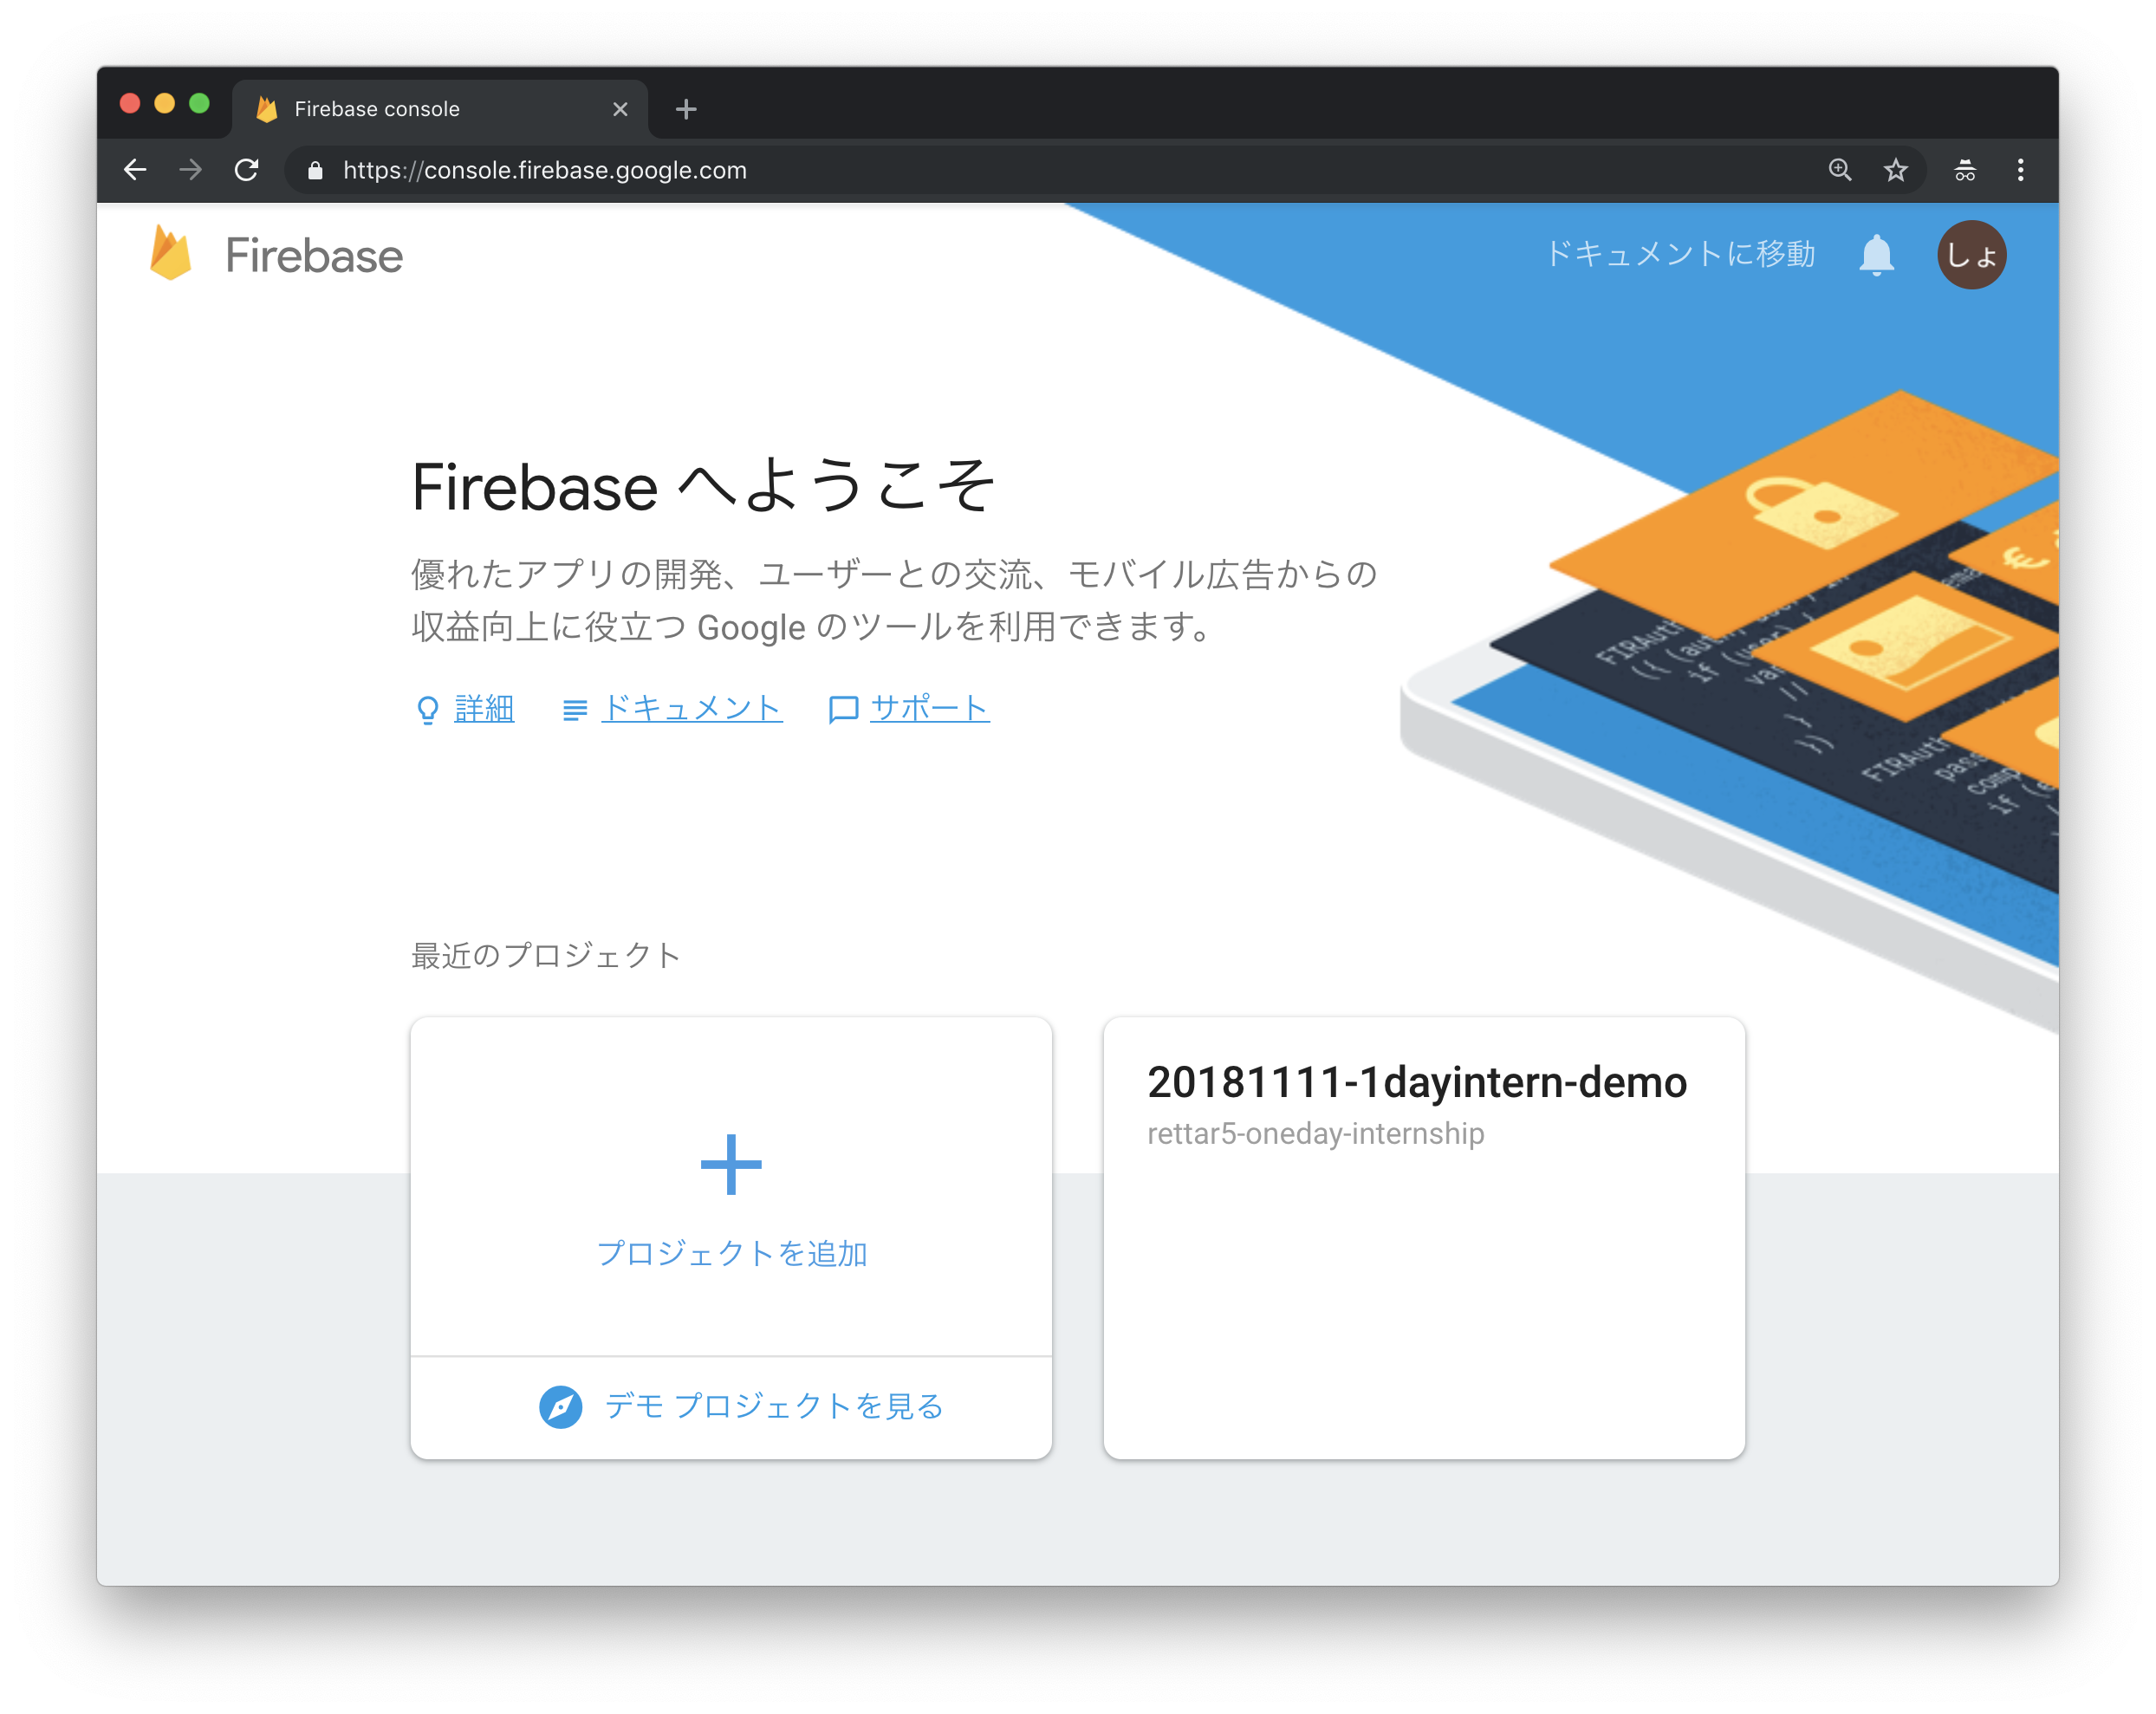 Firebase console
https://console.firebase.google.com
Firebase
ドキュメントに移動
しょ
Firebase へようこそ
優れたアプリの開発、ユーザーとの交流、モバイル広告からの
収益向上に役立つ Google のツールを利用できます。
詳細
ドキュメント
サポート
最近のプロジェクト
プロジェクトを追加
デモ プロジェクトを見る
20181111-1dayintern-demo
rettar5-oneday-internship